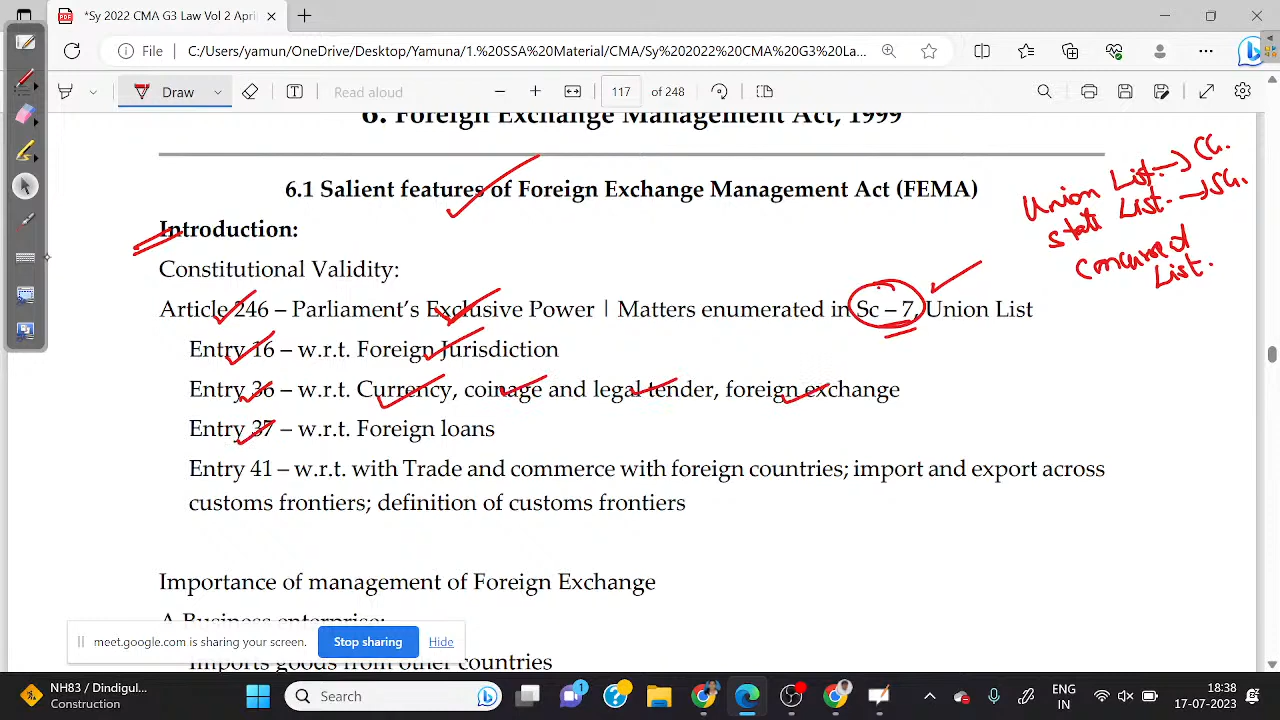 *Sy 2022 CMA G3 Law Vol 2 April
File
C:/Users/yamun/OneDrive/Desktop/Yamuna/1.%20SSA%20Material/CMA/Sy%202022%20CMA%20G3%20La...
Draw
Read aloud
117 of 248
6. Foreign Exchange Management Act, 1999
6.1 Salient features of Foreign Exchange Management Act (FEMA)
Union List → CG.
State List. → SG.
Concurred
List.
Introduction:
Constitutional Validity:
Article 246 – Parliament's Exclusive Power | Matters enumerated in Sc – 7, Union List
Entry 16 – w.r.t. Foreign Jurisdiction
Entry 36 – w.r.t. Currency, coinage and legal tender, foreign exchange
Entry 37 – w.r.t. Foreign loans
Entry 41 – w.r.t. with Trade and commerce with foreign countries; import and export across
customs frontiers; definition of customs frontiers
Importance of management of Foreign Exchange
A Business enterprise:
Imports goods from other countries
meet.google.com is sharing your screen.
Stop sharing
Hide
NH83 / Dindigul...
Construction
Search
1
ENG
IN
18:38
17-07-2023